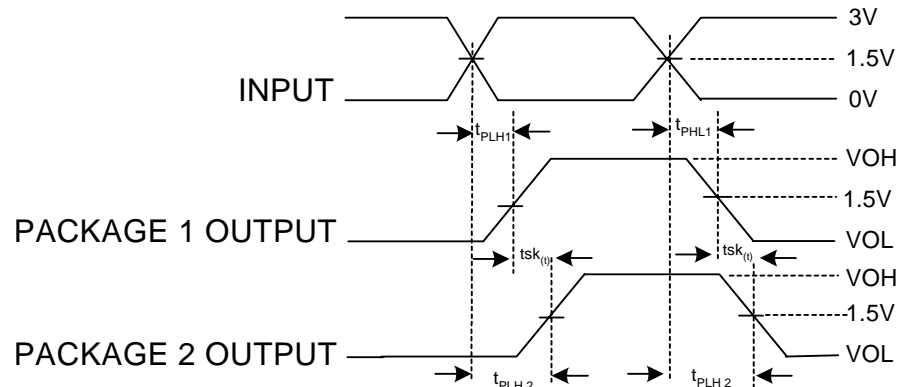 3V
1.5V
INPUT
0V
tPLH1
tPHL1
VOH
1.5V
PACKAGE 1 OUTPUT
VOL
tsk(t)
tsk(t)
VOH
1.5V
PACKAGE 2 OUTPUT
VOL
tPLH 2
tPLH 2